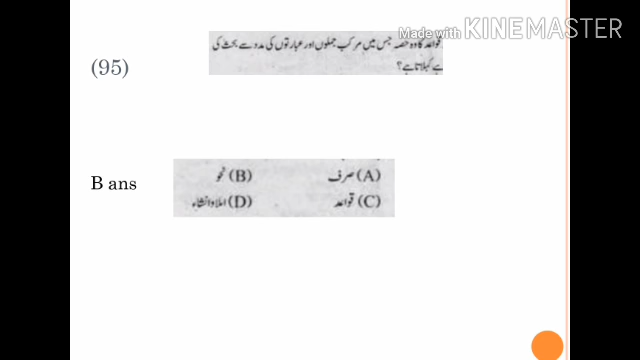 Made with KINEMASTER
(95)
قواعد کا وہ حصہ جس میں مرکب جملوں اور عبارتوں کی مدد سے بحث کی
ہے کہلاتا ہے؟
B ans
(A) صرف (B) نحو
(C) قواعد (D) املا و انشاء